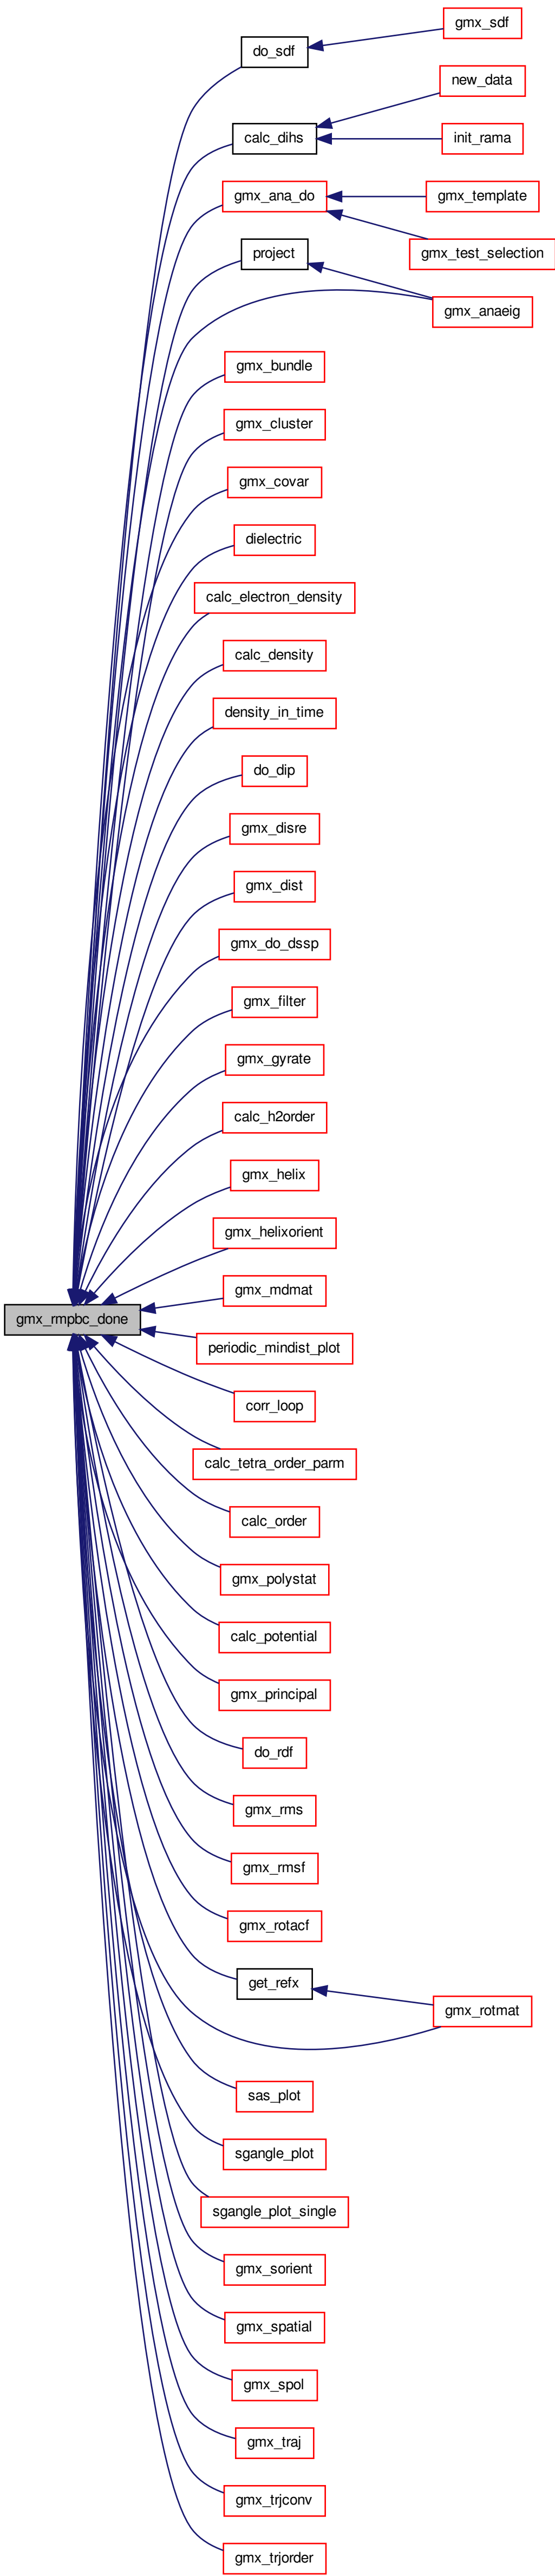 gmx_sdf
do_sdf
new_data
calc_dihs
init_rama
gmx_ana_do
gmx_template
project
gmx_test_selection
gmx_anaeig
gmx_bundle
gmx_cluster
gmx_covar
dielectric
calc_electron_density
calc_density
density_in_time
do_dip
gmx_disre
gmx_dist
gmx_do_dssp
gmx_filter
gmx_gyrate
calc_h2order
gmx_helix
gmx_helixorient
gmx_mdmat
gmx_rmpbc_done
periodic_mindist_plot
corr_loop
calc_tetra_order_parm
calc_order
gmx_polystat
calc_potential
gmx_principal
do_rdf
gmx_rms
gmx_rmsf
gmx_rotacf
get_refx
gmx_rotmat
sas_plot
sgangle_plot
sgangle_plot_single
gmx_sorient
gmx_spatial
gmx_spol
gmx_traj
gmx_trjconv
gmx_trjorder